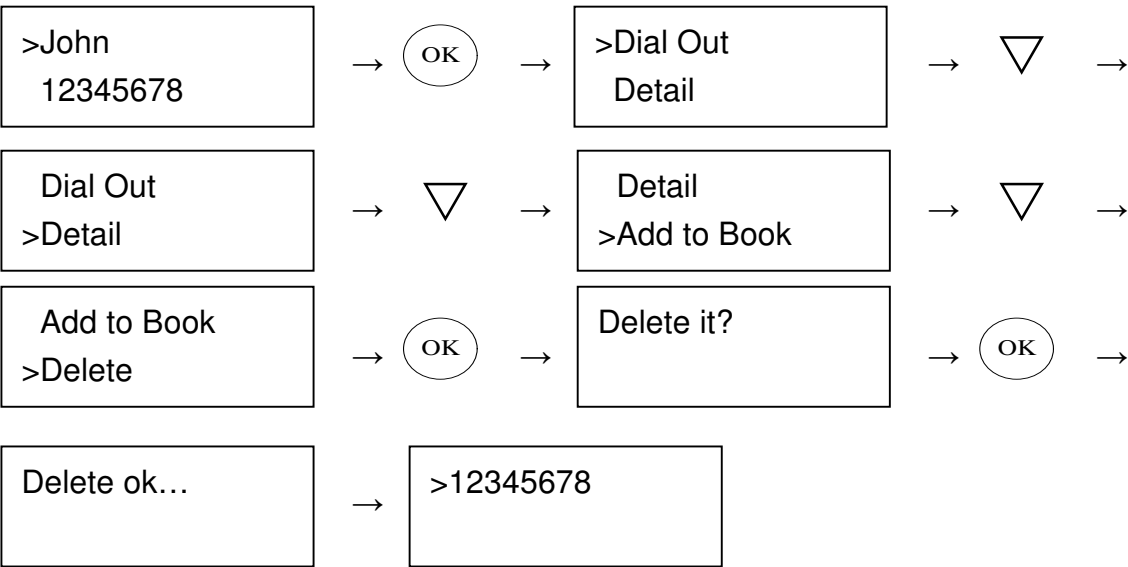 >John
12345678
→ OK →
>Dial Out
Detail
→ ▽ →
Dial Out
>Detail
→ ▽ →
Detail
>Add to Book
→ ▽ →
Add to Book
>Delete
→ OK →
Delete it?
→ OK →
Delete ok…
→
>12345678